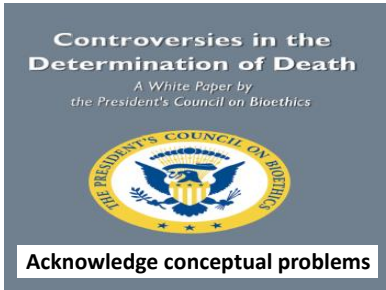 Controversies in the
Determination of Death
A White Paper by
the President's Council on Bioethics
THE PRESIDENT'S COUNCIL ON BIOETHICS
Acknowledge conceptual problems